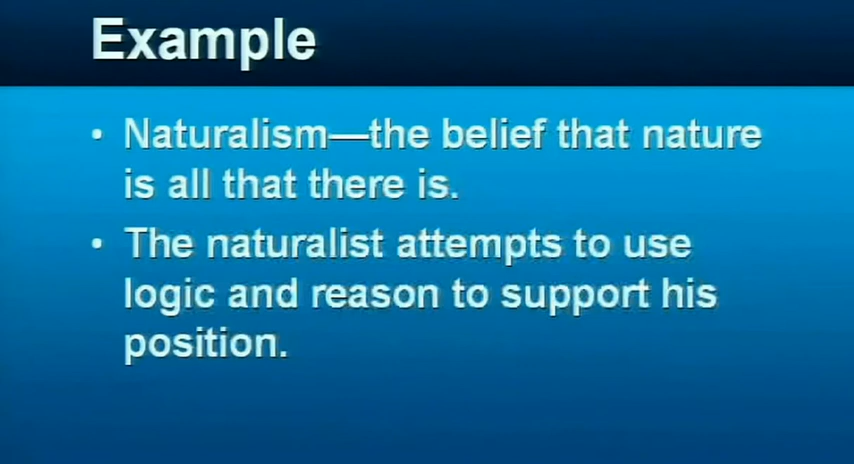 Example
• Naturalism—the belief that nature
is all that there is.
• The naturalist attempts to use
logic and reason to support his
position.